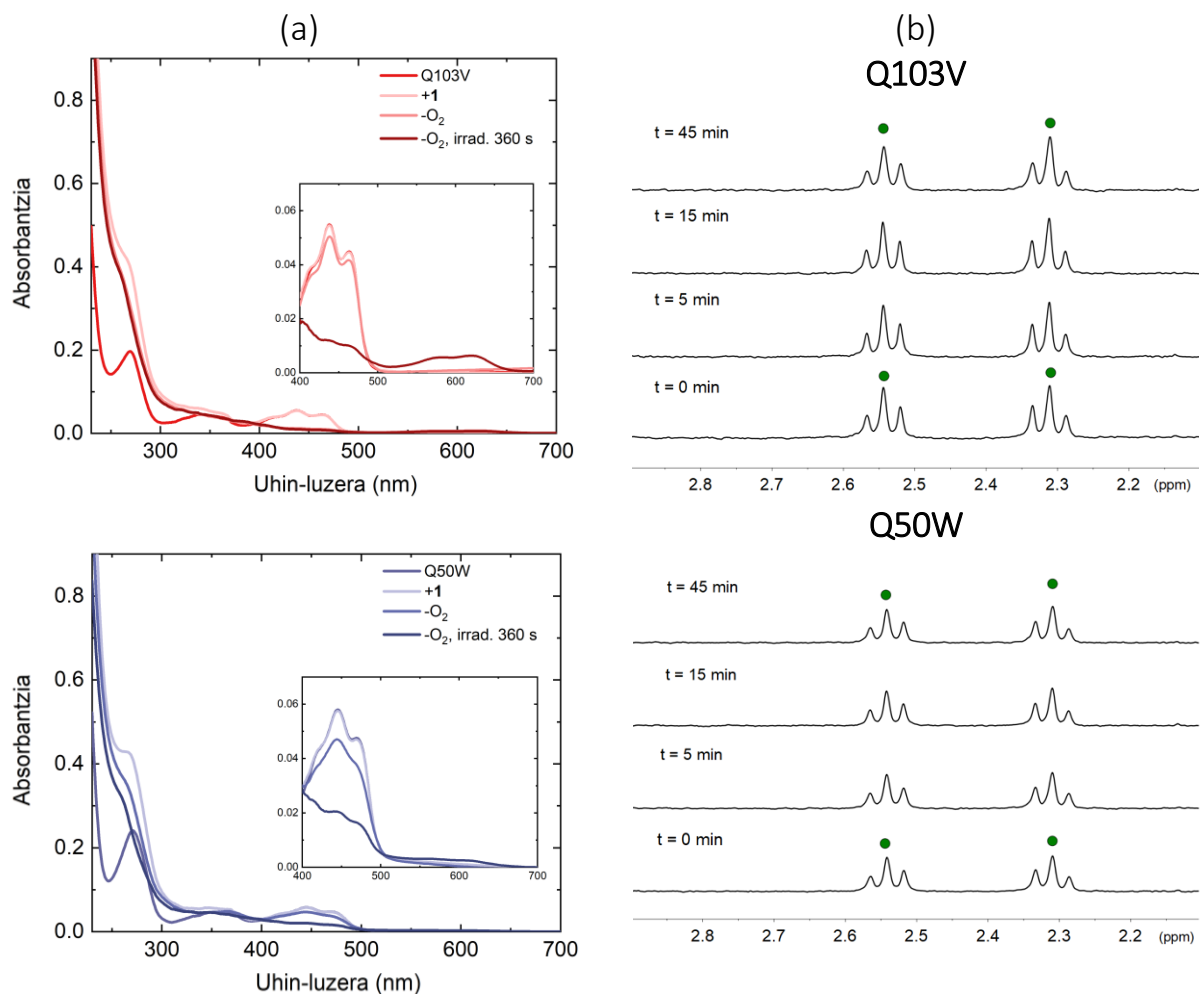 (a)
Absorbantzia
0.8
0.6
0.4
0.2
0.0
Q103V
+1
-O₂
-O₂, irrad. 360 s
0.06
0.04
0.02
0.00
400 500 600 700
300 400 500 600 700
Uhin-luzera (nm)
Absorbantzia
0.8
0.6
0.4
0.2
0.0
Q50W
+1
-O₂
-O₂, irrad. 360 s
0.06
0.04
0.02
0.00
400 500 600 700
300 400 500 600 700
Uhin-luzera (nm)
(b)
Q103V
t = 45 min
t = 15 min
t = 5 min
t = 0 min
2.8 2.7 2.6 2.5 2.4 2.3 2.2 (ppm)
Q50W
t = 45 min
t = 15 min
t = 5 min
t = 0 min
2.8 2.7 2.6 2.5 2.4 2.3 2.2 (ppm)